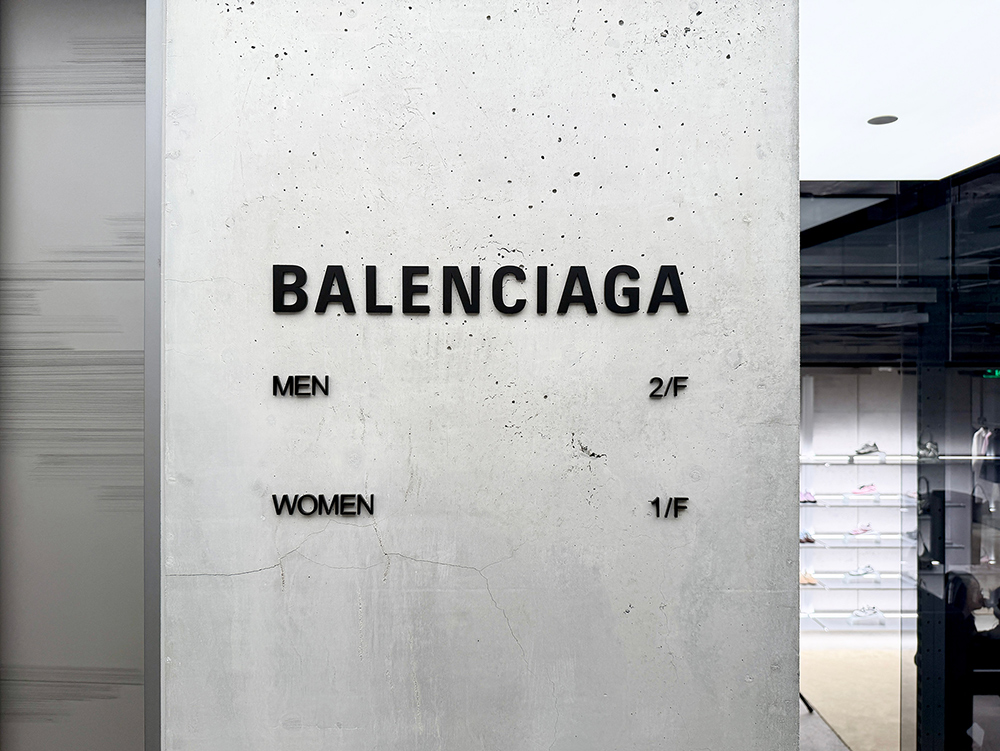 BALENCIAGA
MEN 2/F
WOMEN 1/F